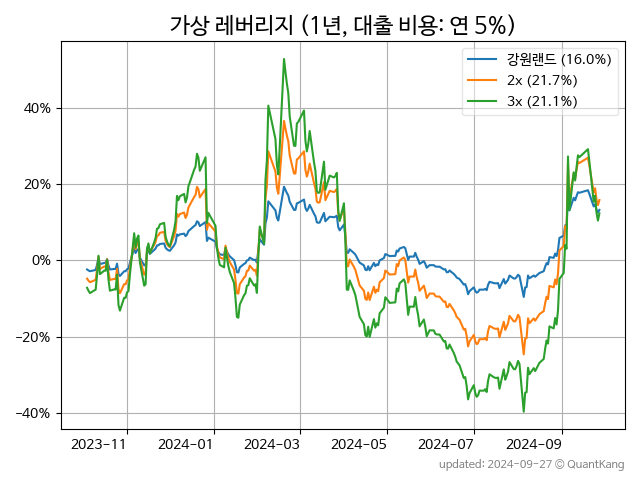 가상 레버리지 (1년, 대출 비용: 연 5%)
강원랜드 (16.0%)
2x (21.7%)
3x (21.1%)
40%
20%
0%
−20%
−40%
2023-11
2024-01
2024-03
2024-05
2024-07
2024-09
updated: 2024-09-27 © QuantKang